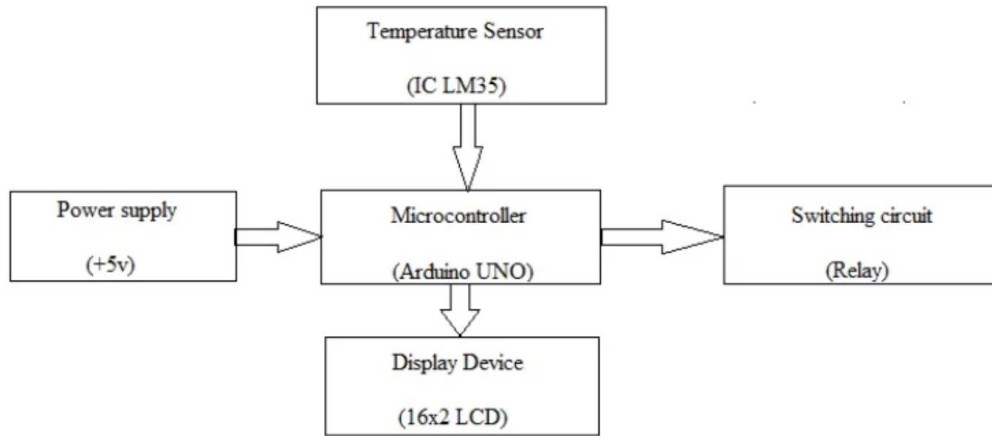 Temperature Sensor
(IC LM35)
Power supply
(+5v)
Microcontroller
(Arduino UNO)
Switching circuit
(Relay)
Display Device
(16x2 LCD)